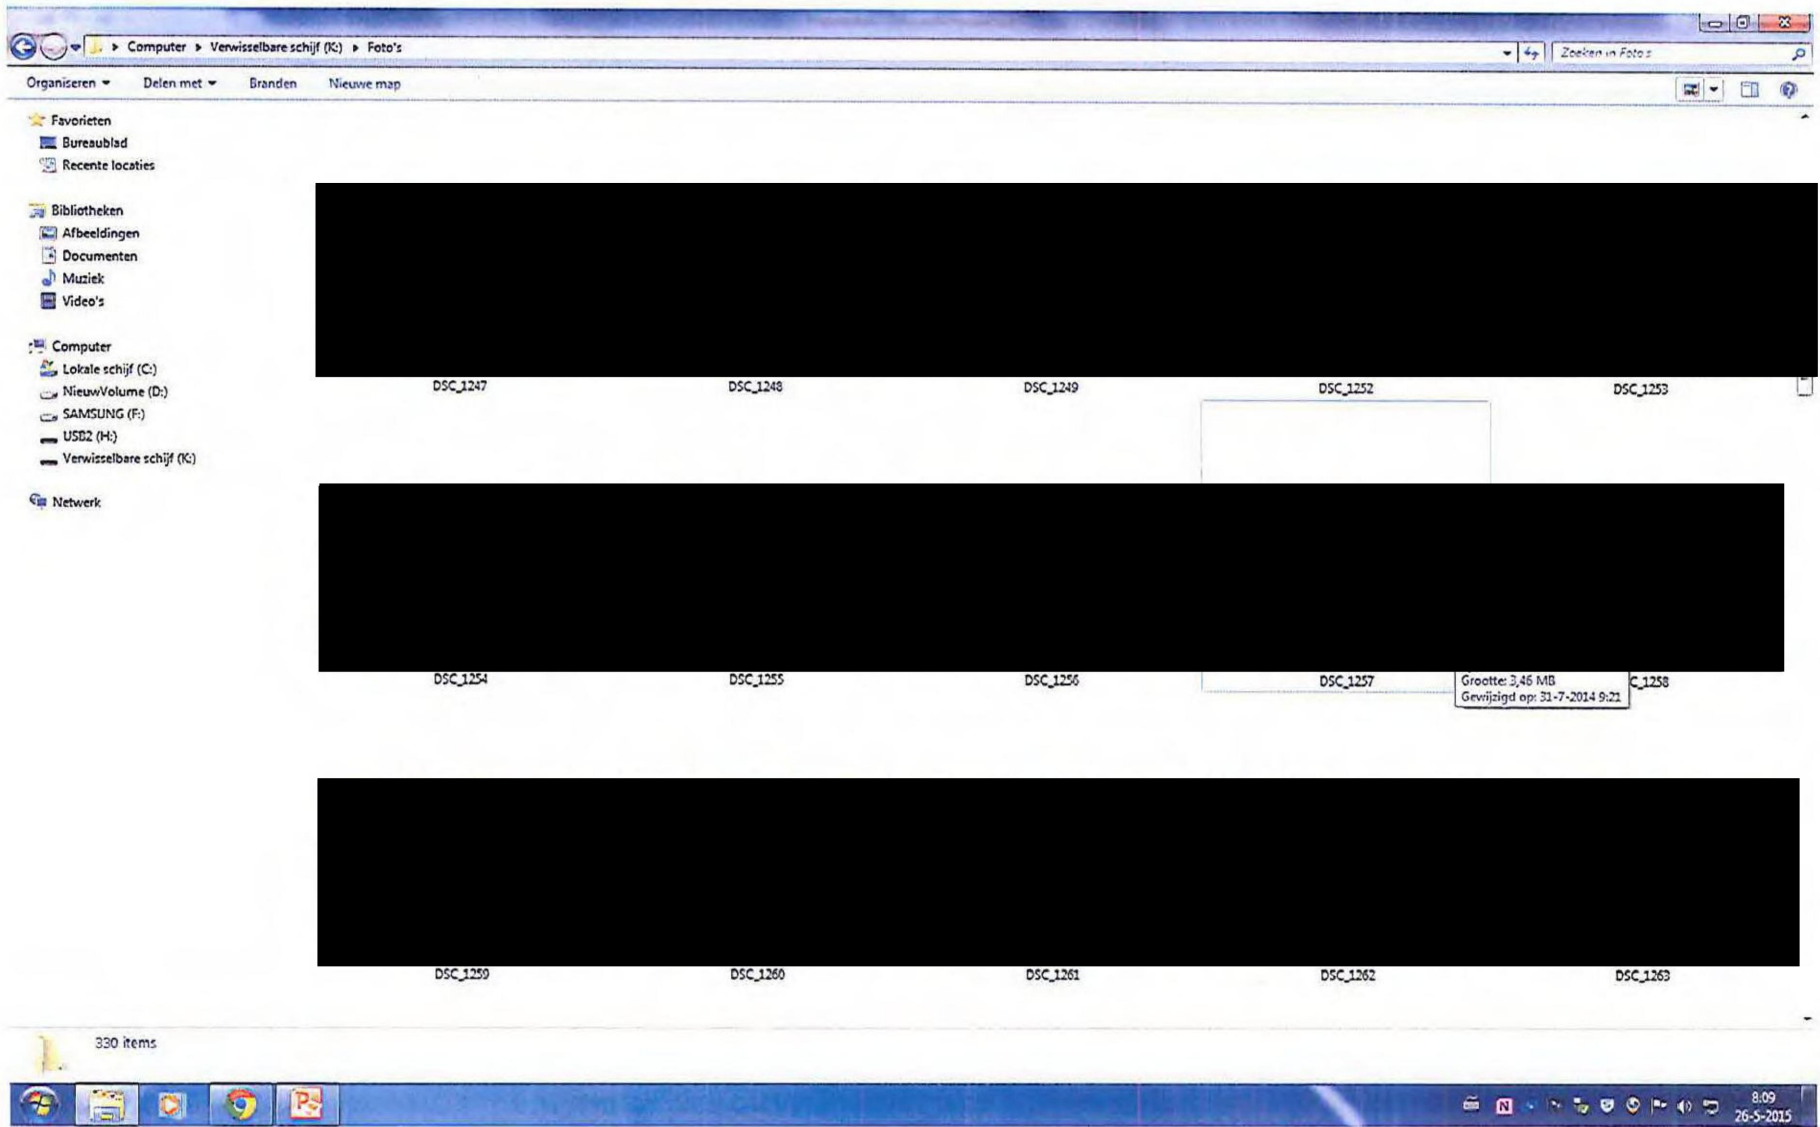 Computer ▸ Verwisselbare schijf (K:) ▸ Foto's
Zoeken in Foto's
Organiseren Delen met Branden Nieuwe map
Favorieten
Bureaublad
Recente locaties
Bibliotheken
Afbeeldingen
Documenten
Muziek
Video's
Computer
Lokale schijf (C:)
NieuwVolume (D:)
SAMSUNG (F:)
USB2 (H:)
Verwisselbare schijf (K:)
Netwerk
DSC_1247 DSC_1248 DSC_1249 DSC_1252 DSC_1253
DSC_1254 DSC_1255 DSC_1256 DSC_1257 C_1258
Grootte: 3,46 MB
Gewijzigd op: 31-7-2014 9:21
DSC_1259 DSC_1260 DSC_1261 DSC_1262 DSC_1263
330 items
N
8:09
26-5-2015